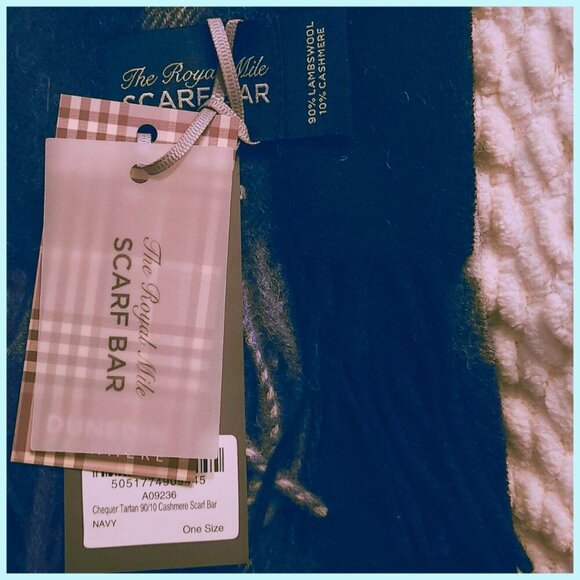 The Royal Mile
SCARF BAR
90% LAMBSWOOL
10% CASHMERE
The Royal Mile
SCARF BAR
5051774909445
A09236
Chequer Tartan 90/10 Cashmere Scarf Bar
NAVY
One Size